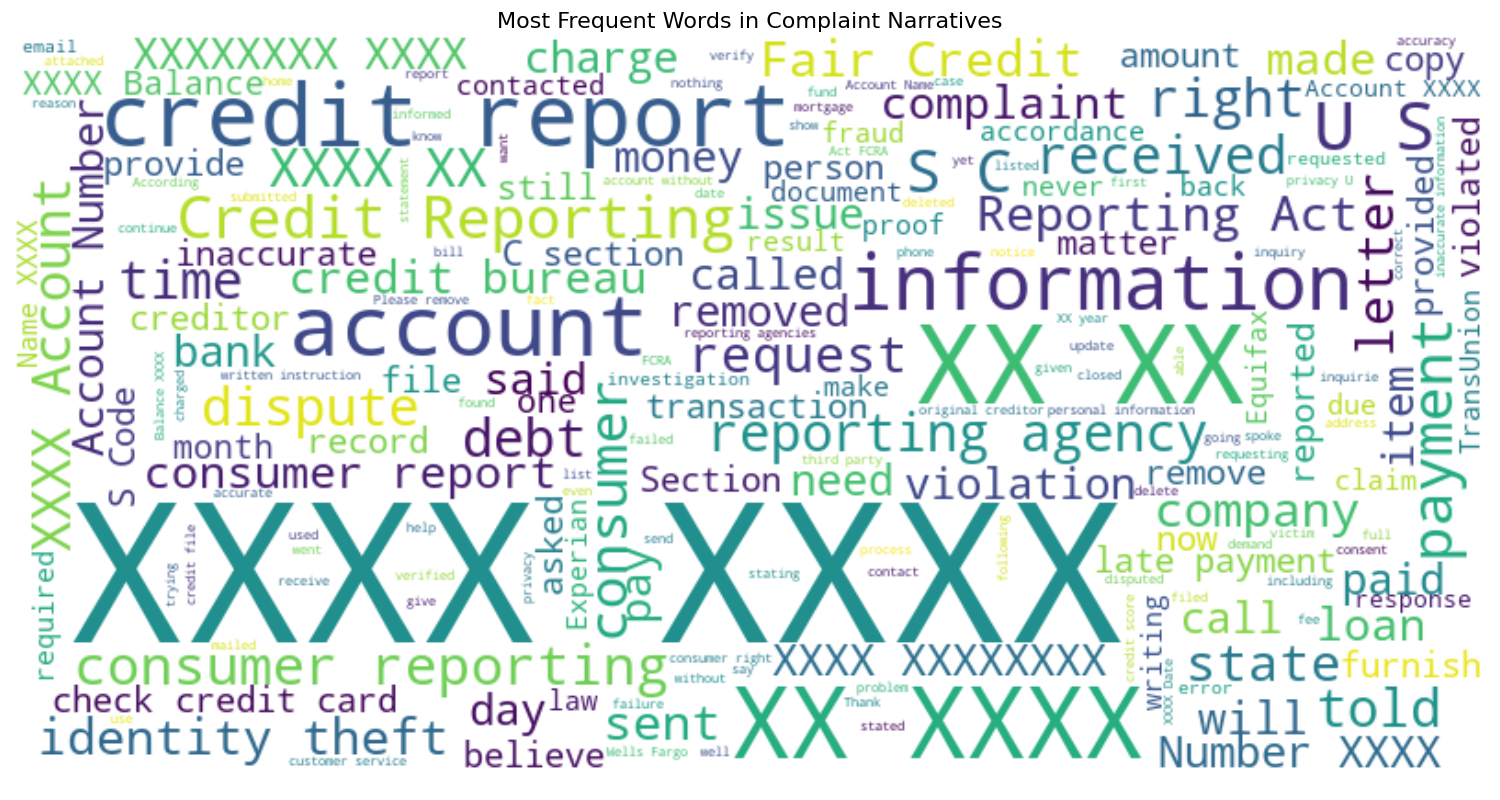 Most Frequent Words in Complaint Narratives
email
attached
XXXXXXXX XXXX
charge
verify
Fair Credit
amount
made
accuracy
copy
XXXX Balance
home
report
contacted
nothing
Account Name
case
Account XXXX
reason
credit report
informed
know
want
fund
mortgage
show
complaint
right
U S
fraud
accordance
Act FCRA
provide
XXXX XX
money
person
document
S C
yet
listed
received
requested
According
statement
still
account without
date
never
first
back
privacy U
submitted
deleted
continue
Credit Reporting
issue
proof
Reporting Act
result
matter
inaccurate
bill
C section
phone
notice
inquiry
correct
inaccurate information
provided
violated
letter
Account Number
XXXX Account
Name XXXX
time
credit bureau
called
information
Please remove
fact
creditor
account
removed
reporting agencies
XX year
bank
written instruction
file
said
FCRA
request
XX XX
given
update
closed
able
Equifax
reported
inquirie
item
payment
TransUnion
S Code
Balance XXXX
charged
dispute
found
one
investigation
make
transaction
original creditor
personal information
due
address
month
record
debt
consumer
failed
reporting agency
going
spoke
requesting
third party
consumer report
list
Section
need
violation
remove
delete
claim
accurate
even
company
XXXX XXXX
trying
credit file
used
went
receive
help
verified
give
privacy
asked
Experian
pay
send
stating
process
contact
following
now
demand
victim
full
late payment
consent
disputed
including
paid
response
required
mailed
consumer reporting
consumer right
say
without
XXXX XXXXXXXX
credit score
writing
XXXX Date
filed
call
fee
loan
state
furnish
error
check credit card
use
day
law
failure
sent
problem
Thank
stated
XX XXXX
will
told
identity theft
customer service
believe
Wells Fargo
well
Number XXXX